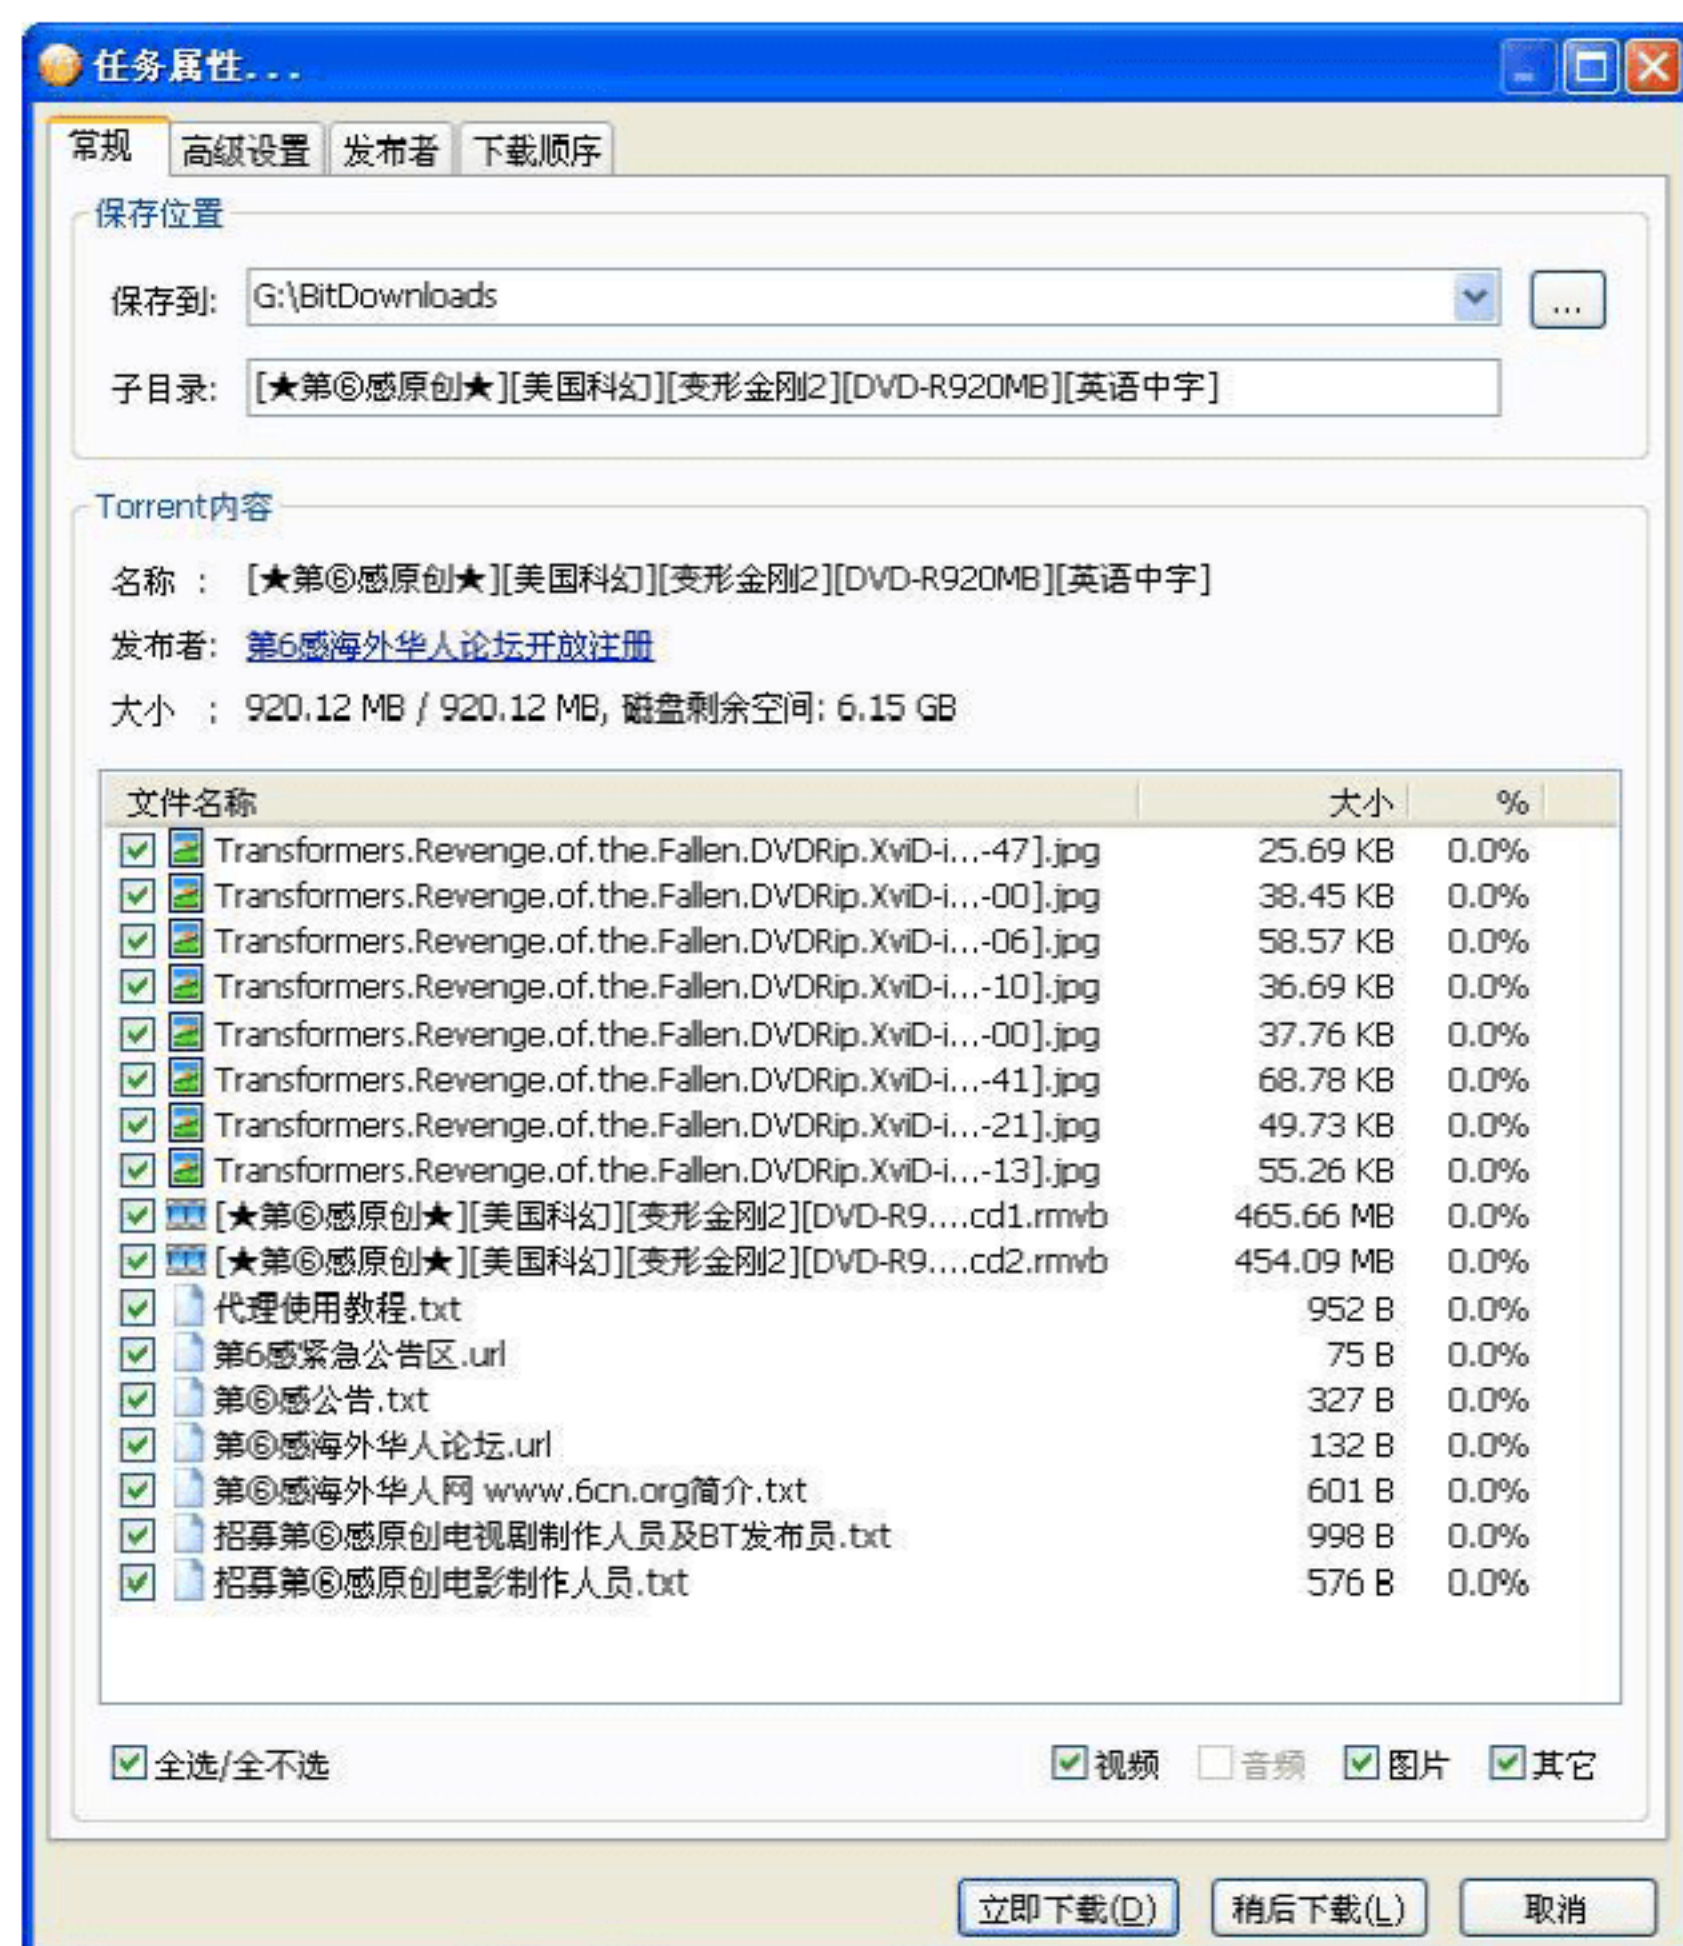 任务属性...
常规 高级设置 发布者 下载顺序
保存位置
保存到: G:\BitDownloads ...
子目录: [★第⑥感原创★][美国科幻][变形金刚2][DVD-R920MB][英语中字]
Torrent内容
名称 : [★第⑥感原创★][美国科幻][变形金刚2][DVD-R920MB][英语中字]
发布者: 第6感海外华人论坛开放注册
大小 : 920.12 MB / 920.12 MB, 磁盘剩余空间: 6.15 GB
文件名称 大小 %
Transformers.Revenge.of.the.Fallen.DVDRip.XviD-i...-47].jpg 25.69 KB 0.0%
Transformers.Revenge.of.the.Fallen.DVDRip.XviD-i...-00].jpg 38.45 KB 0.0%
Transformers.Revenge.of.the.Fallen.DVDRip.XviD-i...-06].jpg 58.57 KB 0.0%
Transformers.Revenge.of.the.Fallen.DVDRip.XviD-i...-10].jpg 36.69 KB 0.0%
Transformers.Revenge.of.the.Fallen.DVDRip.XviD-i...-00].jpg 37.76 KB 0.0%
Transformers.Revenge.of.the.Fallen.DVDRip.XviD-i...-41].jpg 68.78 KB 0.0%
Transformers.Revenge.of.the.Fallen.DVDRip.XviD-i...-21].jpg 49.73 KB 0.0%
Transformers.Revenge.of.the.Fallen.DVDRip.XviD-i...-13].jpg 55.26 KB 0.0%
[★第⑥感原创★][美国科幻][变形金刚2][DVD-R9....cd1.rmvb 465.66 MB 0.0%
[★第⑥感原创★][美国科幻][变形金刚2][DVD-R9....cd2.rmvb 454.09 MB 0.0%
代理使用教程.txt 952 B 0.0%
第6感紧急公告区.url 75 B 0.0%
第⑥感公告.txt 327 B 0.0%
第⑥感海外华人论坛.url 132 B 0.0%
第⑥感海外华人网 www.6cn.org简介.txt 601 B 0.0%
招募第⑥感原创电视剧制作人员及BT发布员.txt 998 B 0.0%
招募第⑥感原创电影制作人员.txt 576 B 0.0%
全选/全不选 视频 音频 图片 其它
立即下载(D) 稍后下载(L) 取消